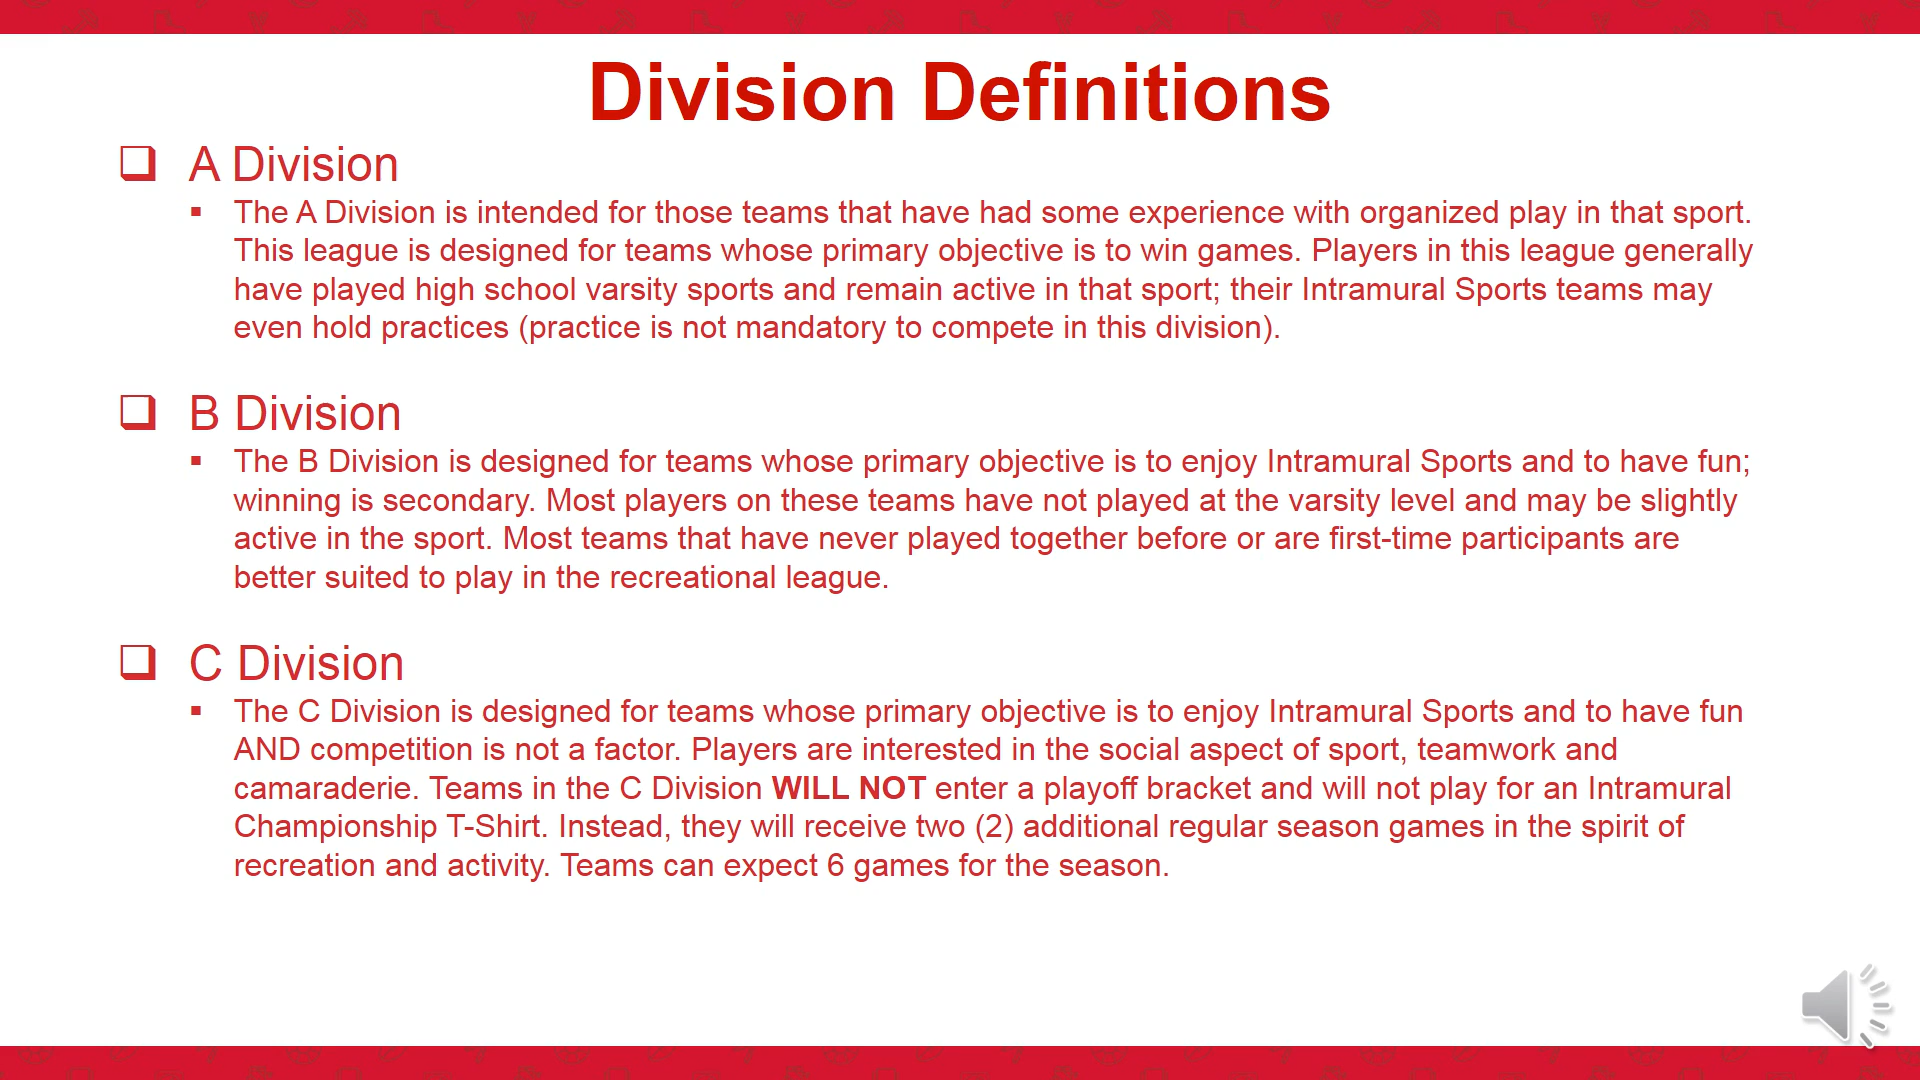 Division Definitions
A Division
The A Division is intended for those teams that have had some experience with organized play in that sport.
This league is designed for teams whose primary objective is to win games. Players in this league generally
have played high school varsity sports and remain active in that sport; their Intramural Sports teams may
even hold practices (practice is not mandatory to compete in this division).
B Division
The B Division is designed for teams whose primary objective is to enjoy Intramural Sports and to have fun;
winning is secondary. Most players on these teams have not played at the varsity level and may be slightly
active in the sport. Most teams that have never played together before or are first-time participants are
better suited to play in the recreational league.
C Division
The C Division is designed for teams whose primary objective is to enjoy Intramural Sports and to have fun
AND competition is not a factor. Players are interested in the social aspect of sport, teamwork and
camaraderie. Teams in the C Division WILL NOT enter a playoff bracket and will not play for an Intramural
Championship T-Shirt. Instead, they will receive two (2) additional regular season games in the spirit of
recreation and activity. Teams can expect 6 games for the season.